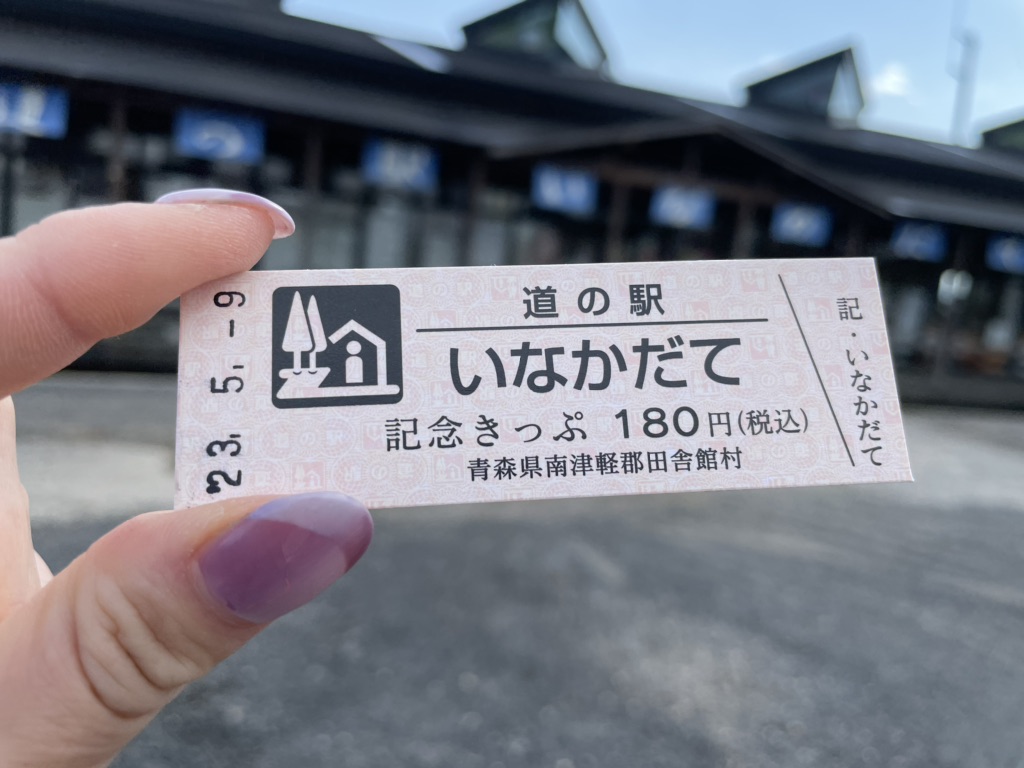 道の駅
いなかだて
記念きっぷ 180円(税込)
青森県南津軽郡田舎館村
記・いなかだて
'23. 5. -9
の
駅